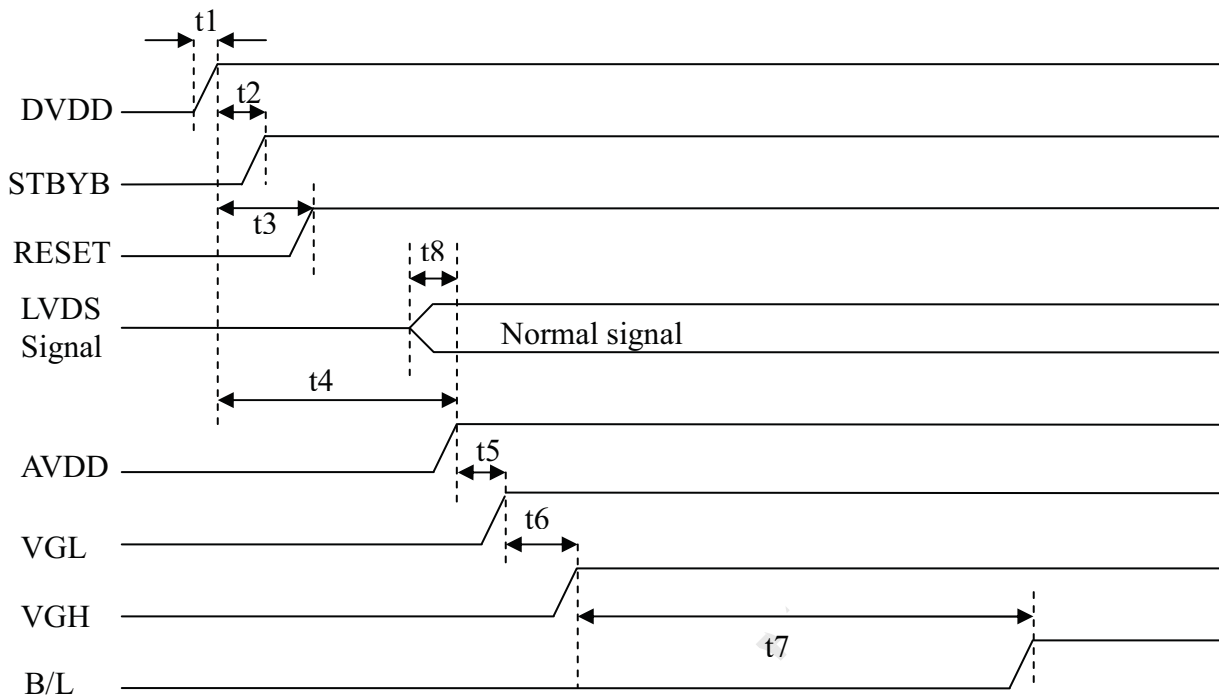 t1
DVDD
t2
STBYB
t3
RESET
t8
LVDS
Signal
Normal signal
t4
AVDD
t5
VGL
t6
VGH
t7
B/L